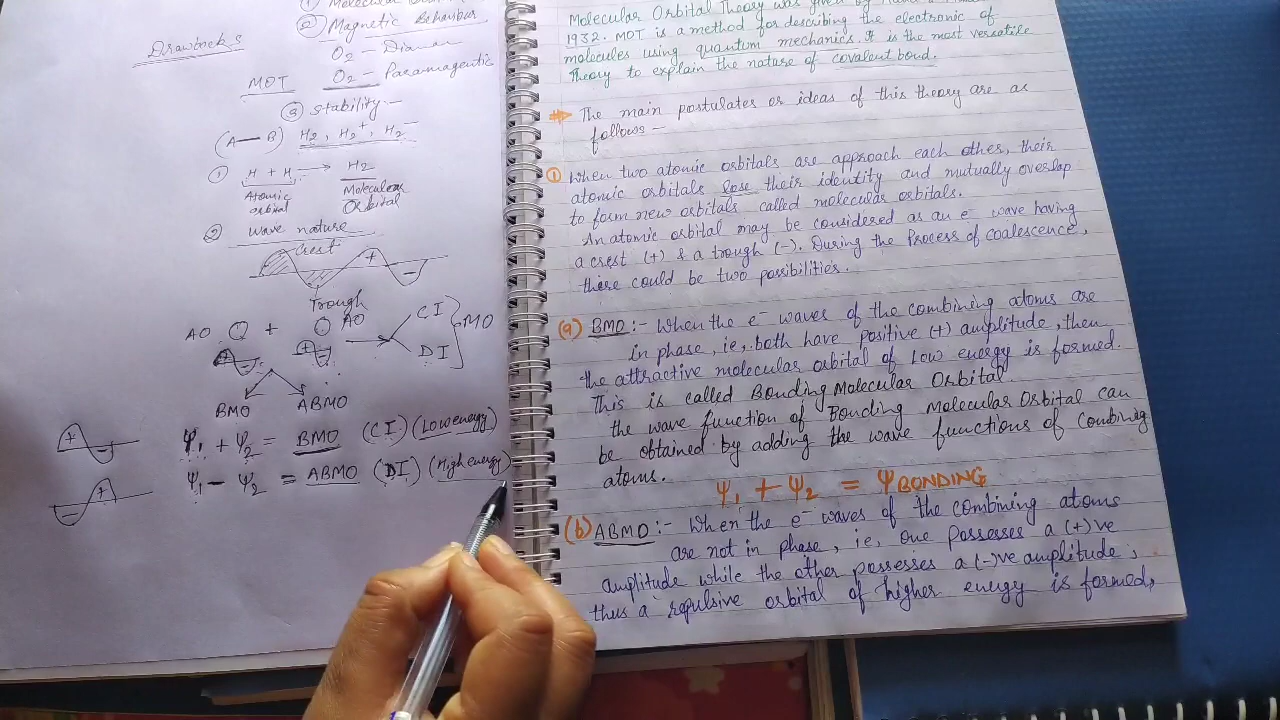 ② Magnetic Behaviour
Drawbacks
O2 – Diamag
O2 – Paramagnetic
MOT
③ stability –
(A — B) H2, H2+, H2–
① H + H → H2
Atomic orbital
Molecular Orbital
② wave nature
Crest
+
–
Trough
AO + AO
CI
DI
MO
+
+
BMO ABMO
+
ψ1 + ψ2 = BMO (CI) (Low energy)
+
ψ1 – ψ2 = ABMO (DI) (High energy)
Molecular Orbital Theory was given by
1932. MOT is a method for describing the electronic of
molecules using quantum mechanics. It is the most versatile
Theory to explain the nature of covalent bond.
⇒ The main postulates or ideas of this theory are as
follows –
① When two atomic orbitals are approach each other, their
atomic orbitals lose their identity and mutually overlap
to form new orbitals called molecular orbitals.
An atomic orbital may be considered as an e– wave having
a crest (+) & a trough (-). During the Process of coalescence,
there could be two possibilities.
(a) BMO :- When the e– waves of the combining atoms are
in phase, ie, both have positive (+) amplitude, then
the attractive molecular orbital of low energy is formed.
This is called Bonding Molecular Orbital.
the wave function of Bonding Molecular Orbital can
be obtained by adding the wave functions of combining
atoms.
ψ1 + ψ2 = ψBONDING
(b) ABMO :- When the e– waves of the combining atoms
are not in phase, ie, one possesses a (+)ve
amplitude while the other possesses a (-)ve amplitude,
thus a repulsive orbital of higher energy is formed,